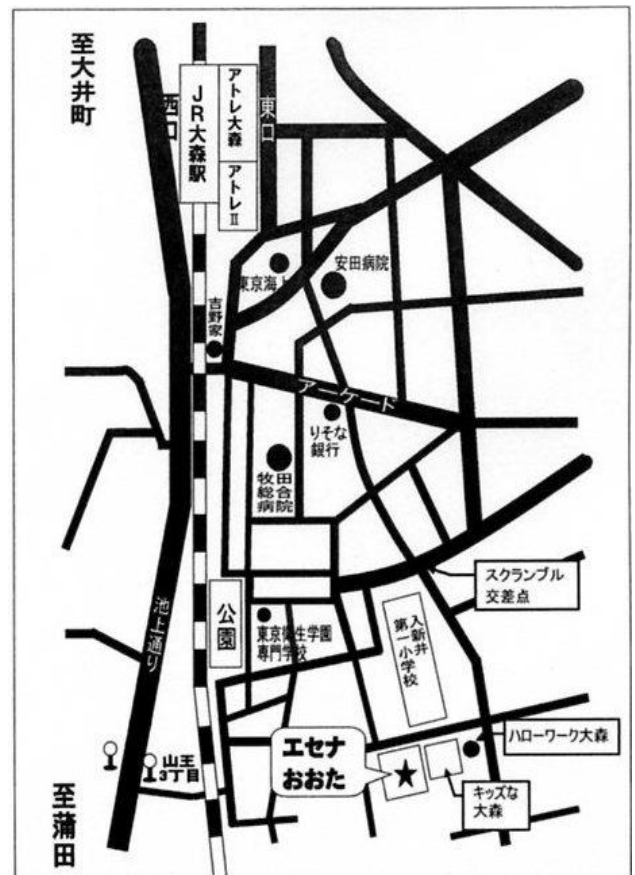 至大井町
西口
JR大森駅
アトレ大森
アトレⅡ
東口
東京海上
安田病院
吉野家
アーケード
りそな
銀行
牧田
総合
病院
スクランブル
交差点
池上通り
公園
東京衛生学園
専門学校
入新井
第一小学校
ハローワーク大森
エセナ
おおた
キッズな
大森
山王
3丁目
至蒲田